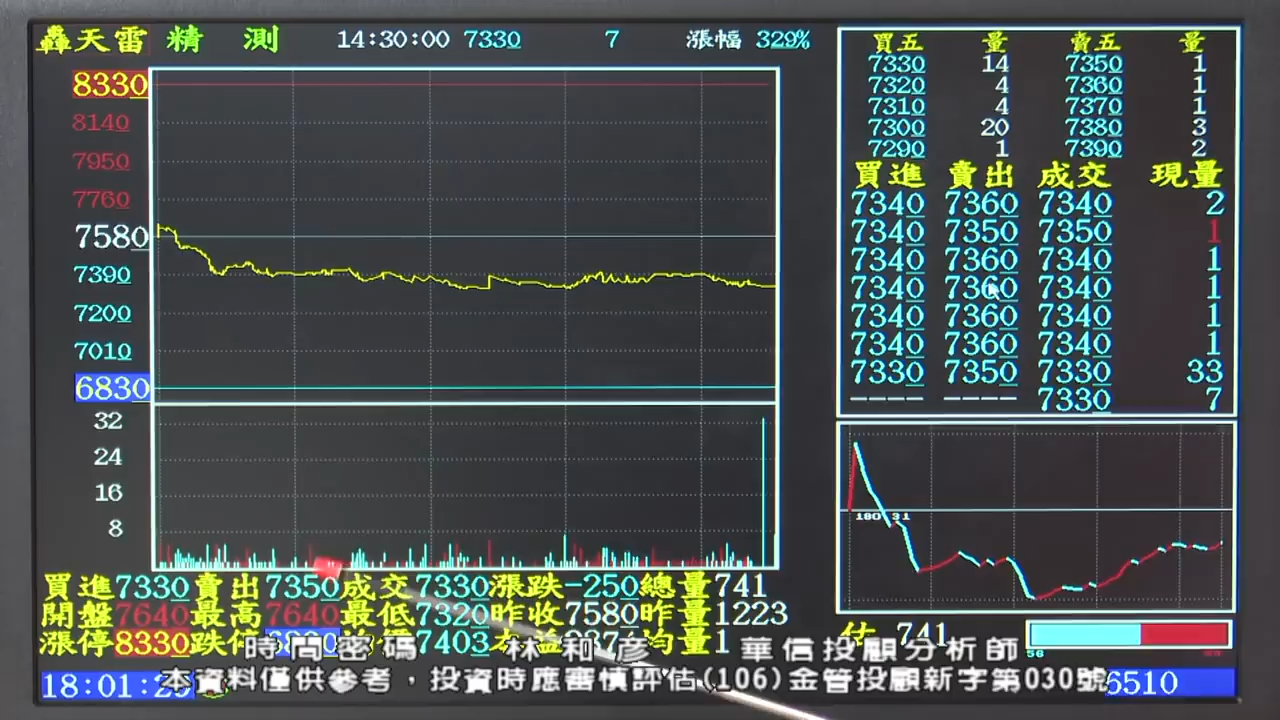 轟天雷 精 測 14:30:00 7330 7 漲幅 329%
8330
8140
7950
7760
7580
7390
7200
7010
6830
32
24
16
8
買五 量 賣五 量
7330 14 7350 1
7320 4 7360 1
7310 4 7370 1
7300 20 7380 3
7290 1 7390 2
買進 賣出 成交 現量
7340 7360 7340 2
7340 7350 7350 1
7340 7360 7340 1
7340 7360 7340 1
7340 7360 7340 1
7340 7360 7340 1
7330 7350 7330 33
---- ---- 7330 7
買進7330賣出7350成交7330漲跌-250總量741
開盤7640最高7640最低7320昨收7580昨量1223
漲停8330 7403 均量1
估 741
時間密碼 林和彥 華信投顧分析師
本資料僅供參考，投資時應審慎評估(106)金管投顧新字第030號
18:01:2 6510